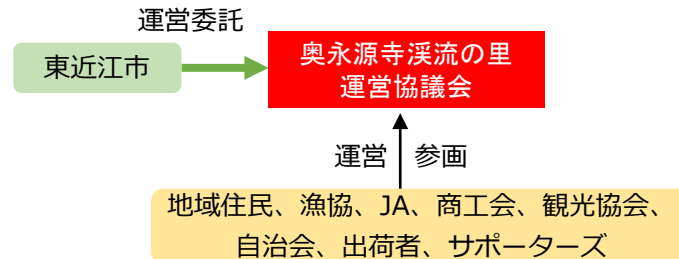 運営委託
東近江市
奥永源寺渓流の里
運営協議会
運営 参画
地域住民、漁協、JA、商工会、観光協会、
自治会、出荷者、サポーターズ